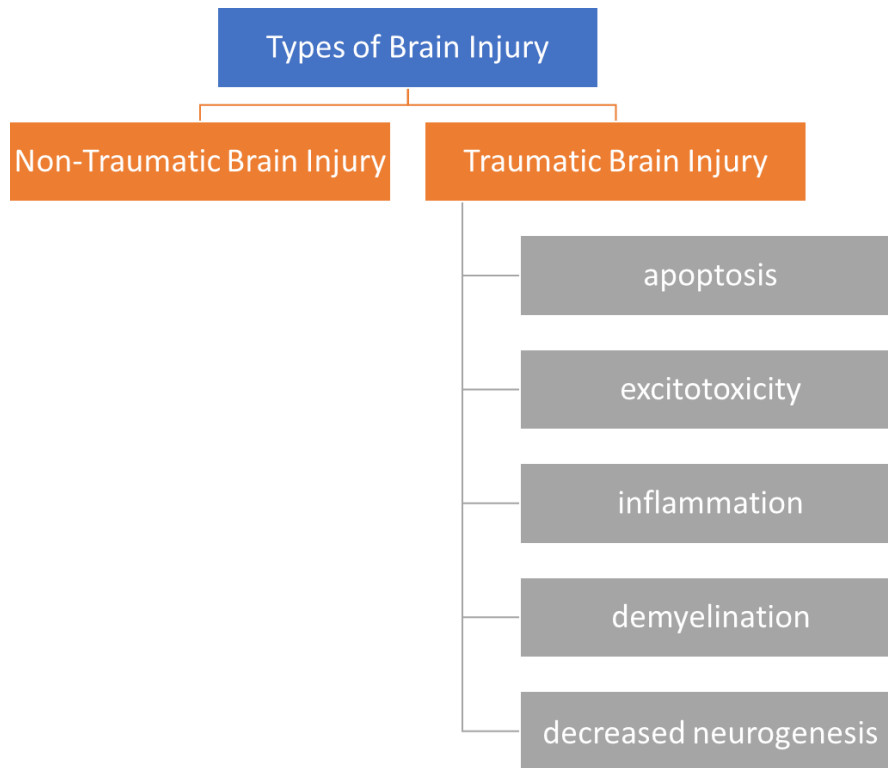 Types of Brain Injury
Non-Traumatic Brain Injury
Traumatic Brain Injury
apoptosis
excitotoxicity
inflammation
demyelination
decreased neurogenesis